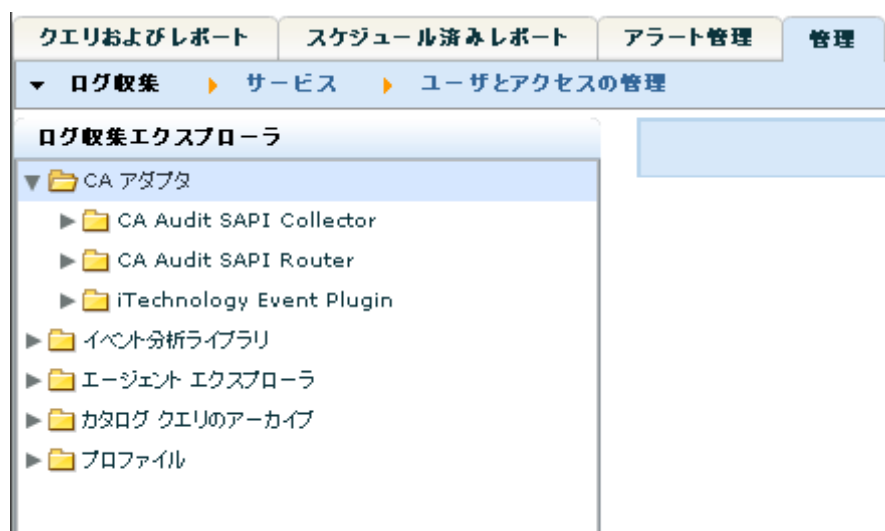 クエリおよびレポート スケジュール済みレポート アラート管理 管理
ログ収集 サービス ユーザとアクセスの管理
ログ収集エクスプローラ
CA アダプタ
CA Audit SAPI Collector
CA Audit SAPI Router
iTechnology Event Plugin
イベント分析ライブラリ
エージェント エクスプローラ
カタログ クエリのアーカイブ
プロファイル